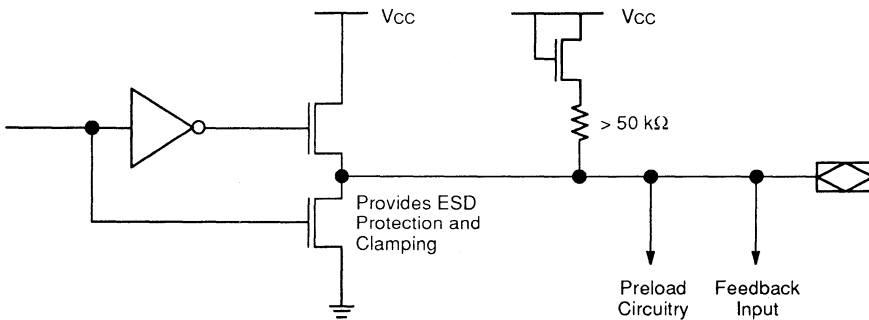 VCC
VCC
> 50 kΩ
Provides ESD
Protection and
Clamping
Preload
Circuitry
Feedback
Input